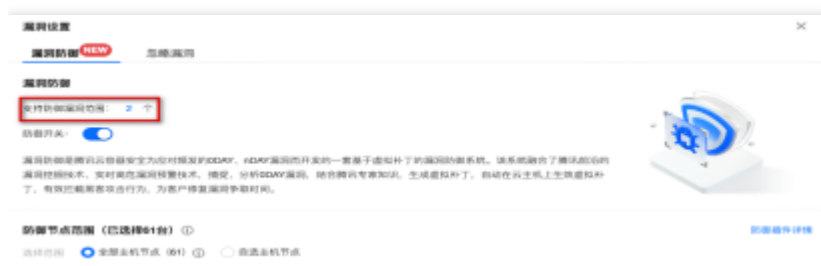 漏洞设置
漏洞防御 NEW 忽略漏洞
漏洞防御
支持防御漏洞范围： 2 个
防御开关：
漏洞防御是腾讯云容器安全为应对爆发的0DAY、nDAY漏洞而开发的一套基于虚拟补丁的漏洞防御系统。该系统融合了腾讯前沿的
漏洞挖掘技术、实时高危漏洞预警技术，捕捉、分析0DAY漏洞，结合腾讯专家知识，生成虚拟补丁，自动在云主机上生效虚拟补
丁，有效拦截黑客攻击行为，为客户修复漏洞争取时间。
防御节点范围（已选择61台） 防御插件详情
选择范围 全部主机节点（61） 自选主机节点